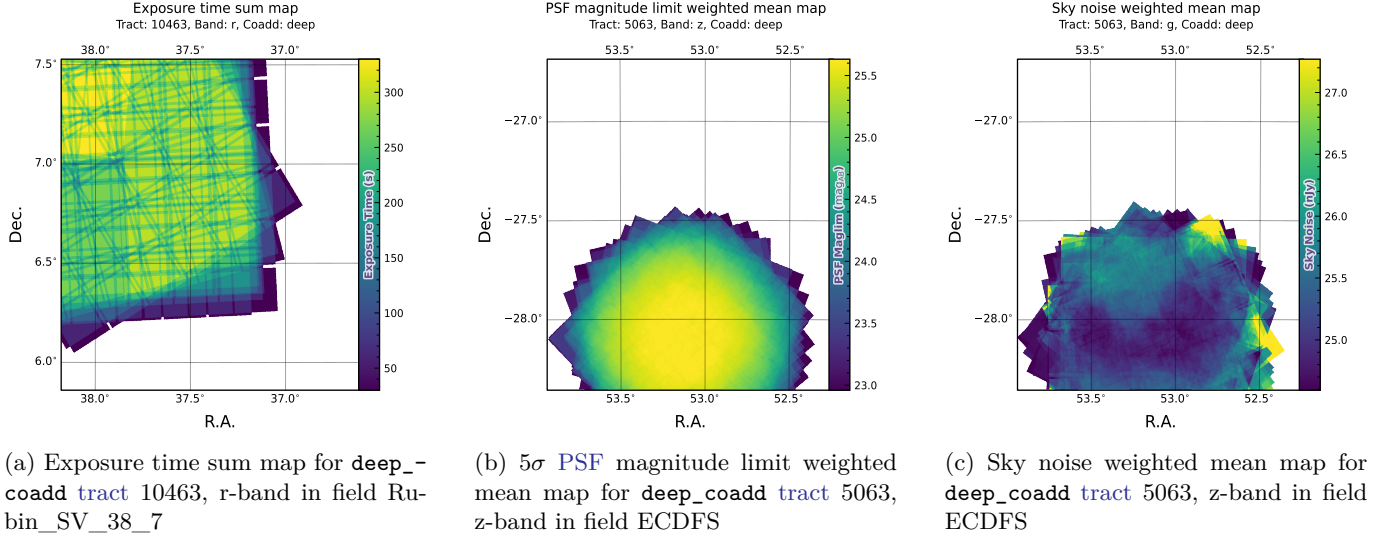 Exposure time sum map
Tract: 10463, Band: r, Coadd: deep
38.0° 37.5° 37.0°
7.5°
7.0°
6.5°
6.0°
Dec.
38.0° 37.5° 37.0°
R.A.
300
250
200
150
100
50
Exposure Time (s)
(a) Exposure time sum map for deep_-
coadd tract 10463, r-band in field Ru-
bin_SV_38_7
PSF magnitude limit weighted mean map
Tract: 5063, Band: z, Coadd: deep
53.5° 53.0° 52.5°
−27.0°
−27.5°
−28.0°
Dec.
53.5° 53.0° 52.5°
R.A.
25.5
25.0
24.5
24.0
23.5
23.0
PSF Maglim (magAB)
(b) 5σ PSF magnitude limit weighted
mean map for deep_coadd tract 5063,
z-band in field ECDFS
Sky noise weighted mean map
Tract: 5063, Band: g, Coadd: deep
53.5° 53.0° 52.5°
−27.0°
−27.5°
−28.0°
Dec.
53.5° 53.0° 52.5°
R.A.
27.0
26.5
26.0
25.5
25.0
Sky Noise (nJy)
(c) Sky noise weighted mean map for
deep_coadd tract 5063, z-band in field
ECDFS